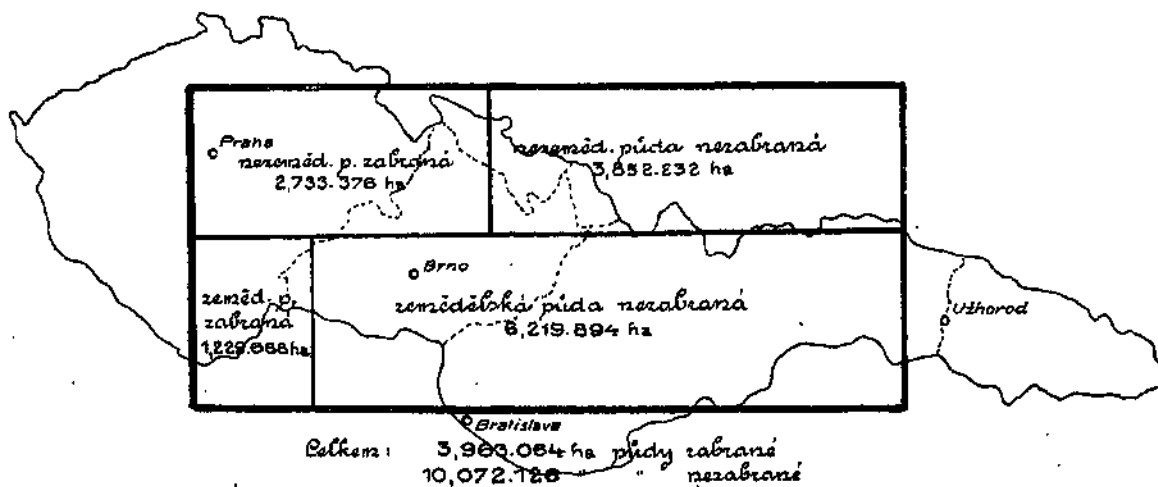 Praha
nezeměd. p. zabraná
2,733.376 ha
nezeměd. půda nezabraná
3,852.232 ha
Brno
zeměd. p.
zabraná
1,229.688 ha
zemědělská půda nezabraná
6,219.894 ha
Užhorod
Bratislava
Celkem: 3,963.064 ha půdy zabrané
10,072.126 " " nezabrané